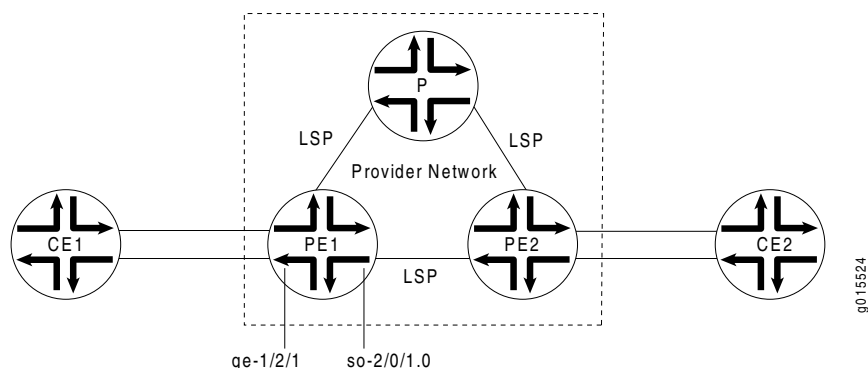 P
LSP
LSP
Provider Network
CE1
PE1
PE2
CE2
LSP
ge-1/2/1
so-2/0/1.0
g015524